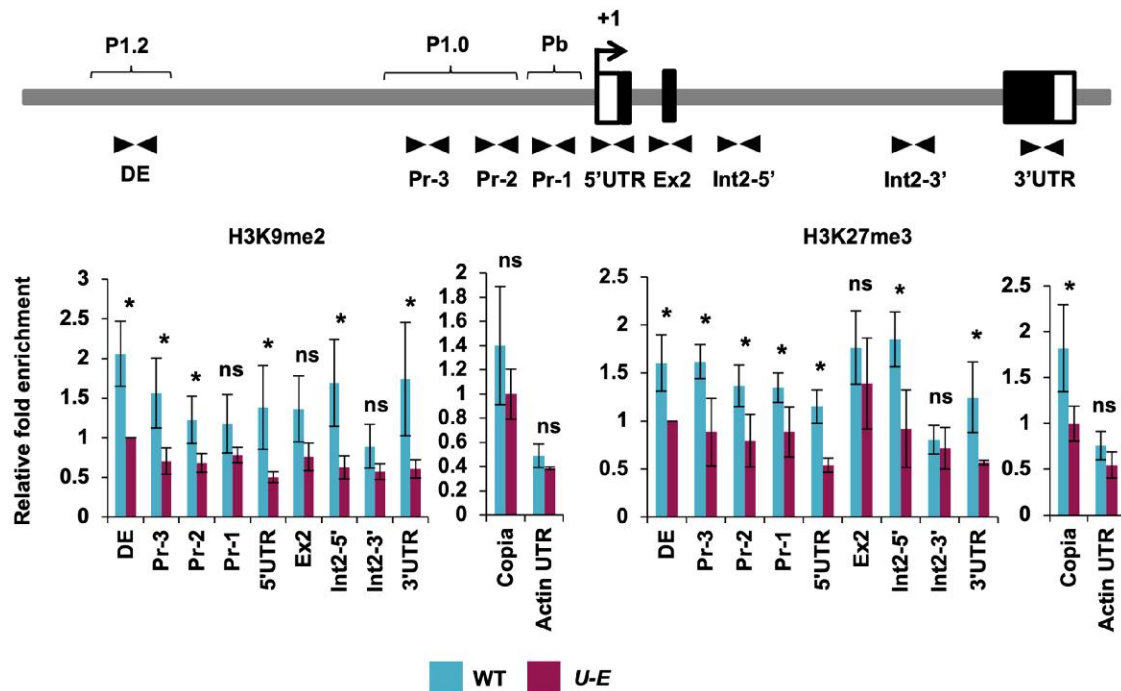 +1
P1.2 P1.0 Pb
DE Pr-3 Pr-2 Pr-1 5'UTR Ex2 Int2-5' Int2-3' 3'UTR
H3K9me2 H3K27me3
Relative fold enrichment
3
2.5
2
1.5
1
0.5
0
* * * ns * ns * ns *
DE Pr-3 Pr-2 Pr-1 5'UTR Ex2 Int2-5' Int2-3' 3'UTR
2
1.8
1.6
1.4
1.2
1
0.8
0.6
0.4
0.2
0
ns ns
Copia Actin UTR
2.5
2
1.5
1
0.5
0
* * * * * ns * ns *
DE Pr-3 Pr-2 Pr-1 5'UTR Ex2 Int2-5' Int2-3' 3'UTR
2.5
2
1.5
1
0.5
0
* ns
Copia Actin UTR
WT U-E